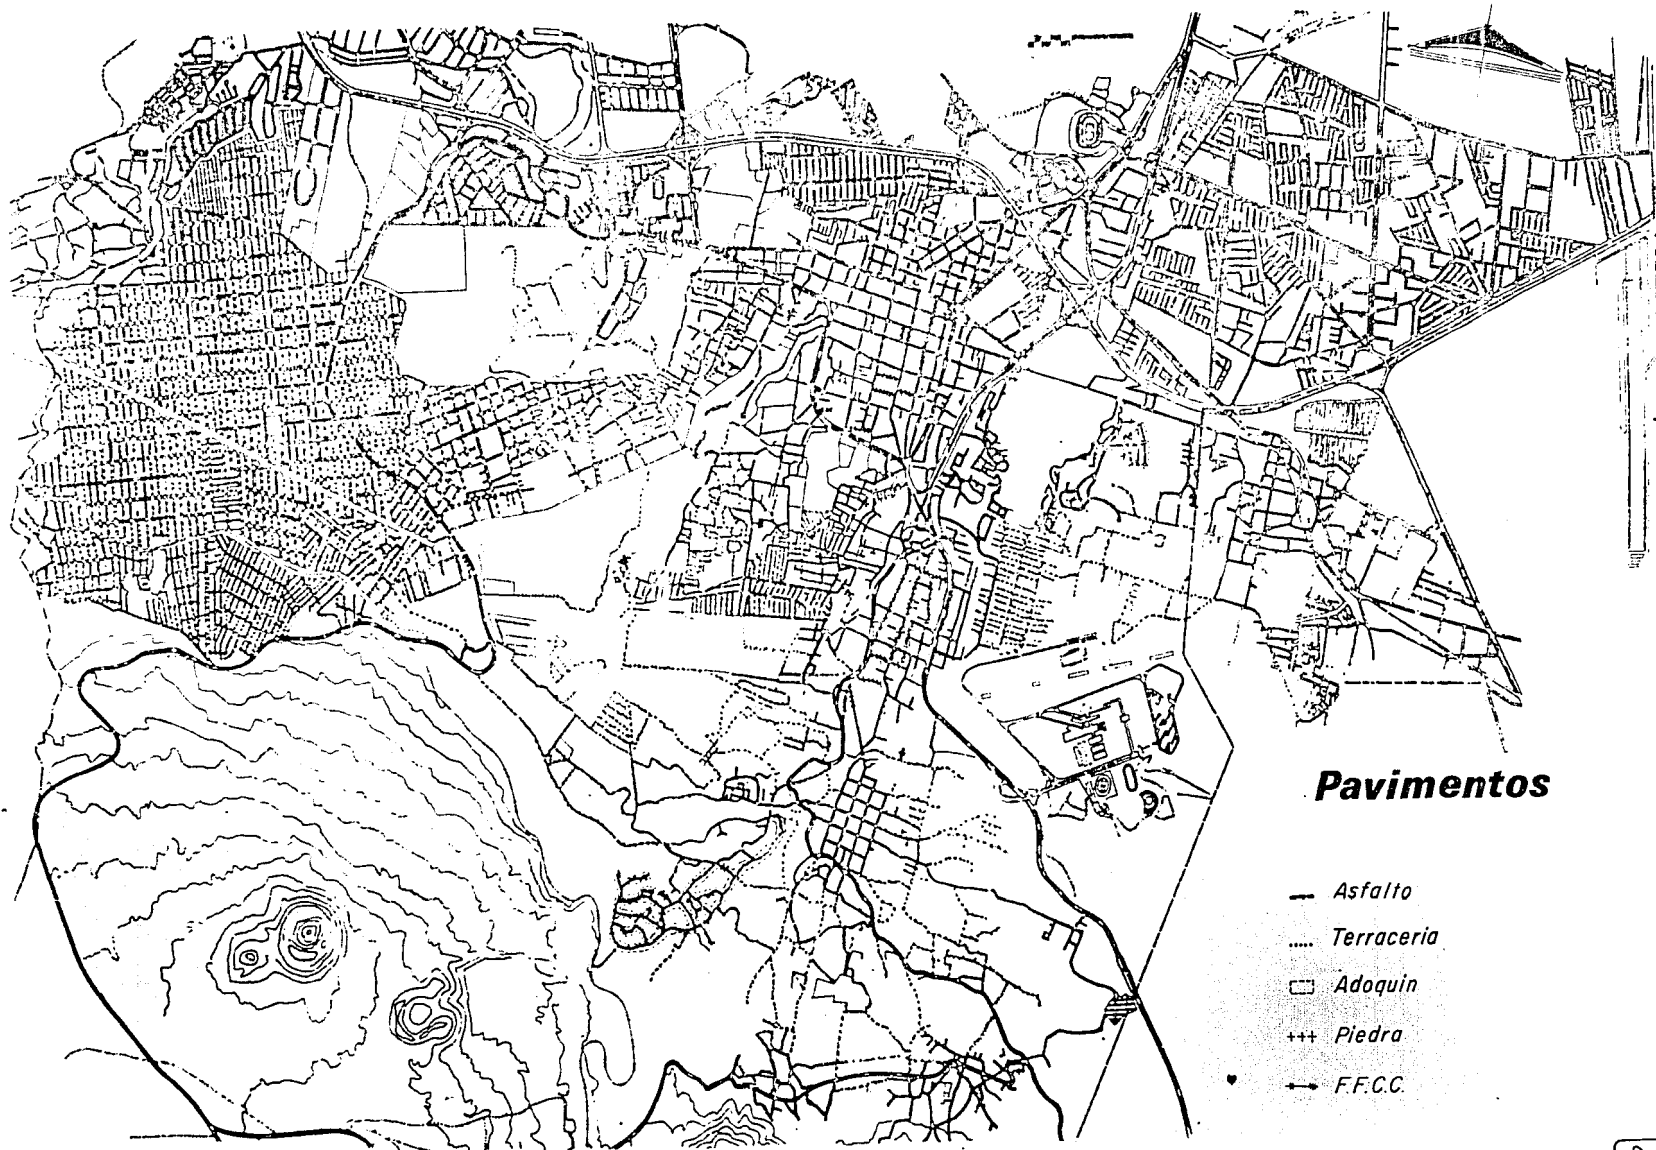 Pavimentos
Asfalto
Terraceria
Adoquin
Piedra
F.F.C.C.